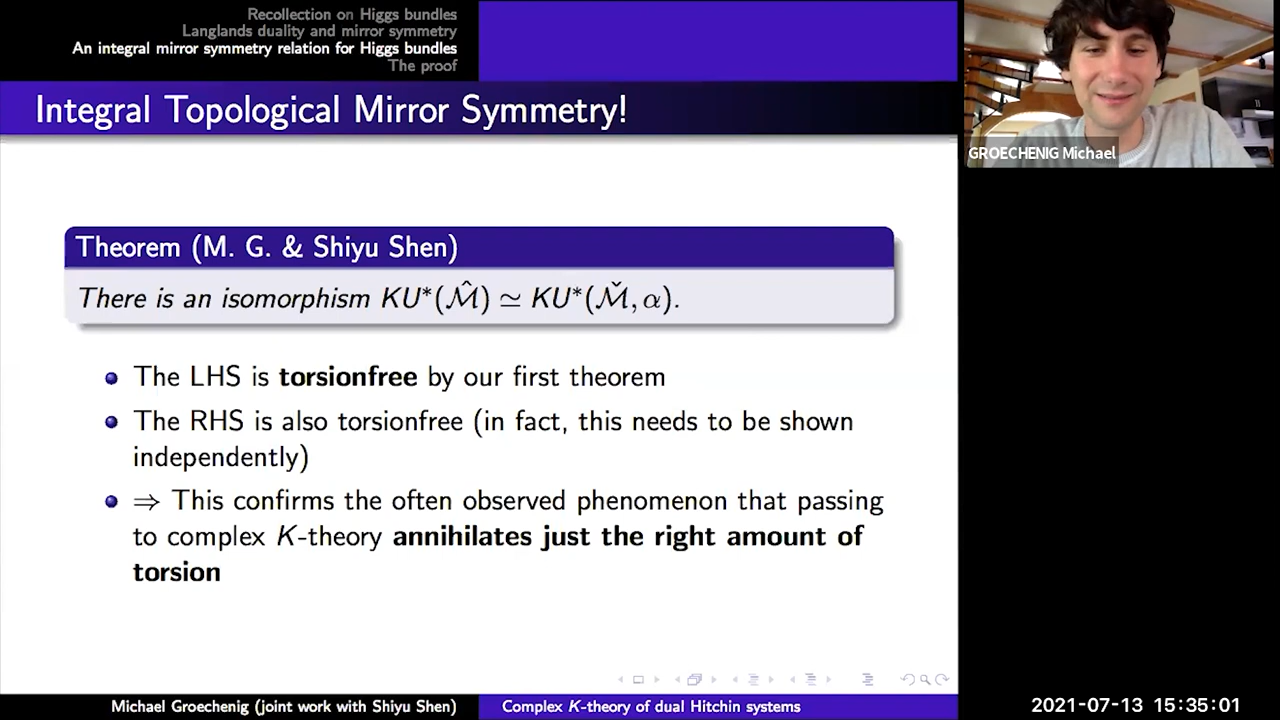 Recollection on Higgs bundles
Langlands duality and mirror symmetry
An integral mirror symmetry relation for Higgs bundles
The proof
Integral Topological Mirror Symmetry!
GROECHENIG Michael
Theorem (M. G. & Shiyu Shen)
There is an isomorphism KU*(M̂) ≃ KU*(M̌, α).
The LHS is torsionfree by our first theorem
The RHS is also torsionfree (in fact, this needs to be shown
independently)
⇒ This confirms the often observed phenomenon that passing
to complex K-theory annihilates just the right amount of
torsion
Michael Groechenig (joint work with Shiyu Shen)
Complex K-theory of dual Hitchin systems
2021-07-13 15:35:01